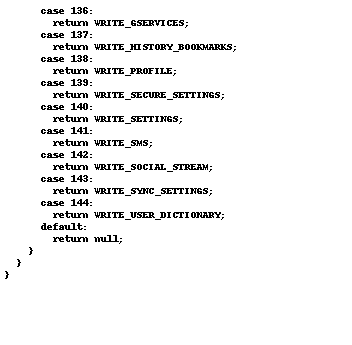 case 136:
return WRITE_GSERVICES;
case 137:
return WRITE_HISTORY_BOOKMARKS;
case 138:
return WRITE_PROFILE;
case 139:
return WRITE_SECURE_SETTINGS;
case 140:
return WRITE_SETTINGS;
case 141:
return WRITE_SMS;
case 142:
return WRITE_SOCIAL_STREAM;
case 143:
return WRITE_SYNC_SETTINGS;
case 144:
return WRITE_USER_DICTIONARY;
default:
return null;
}
}
}